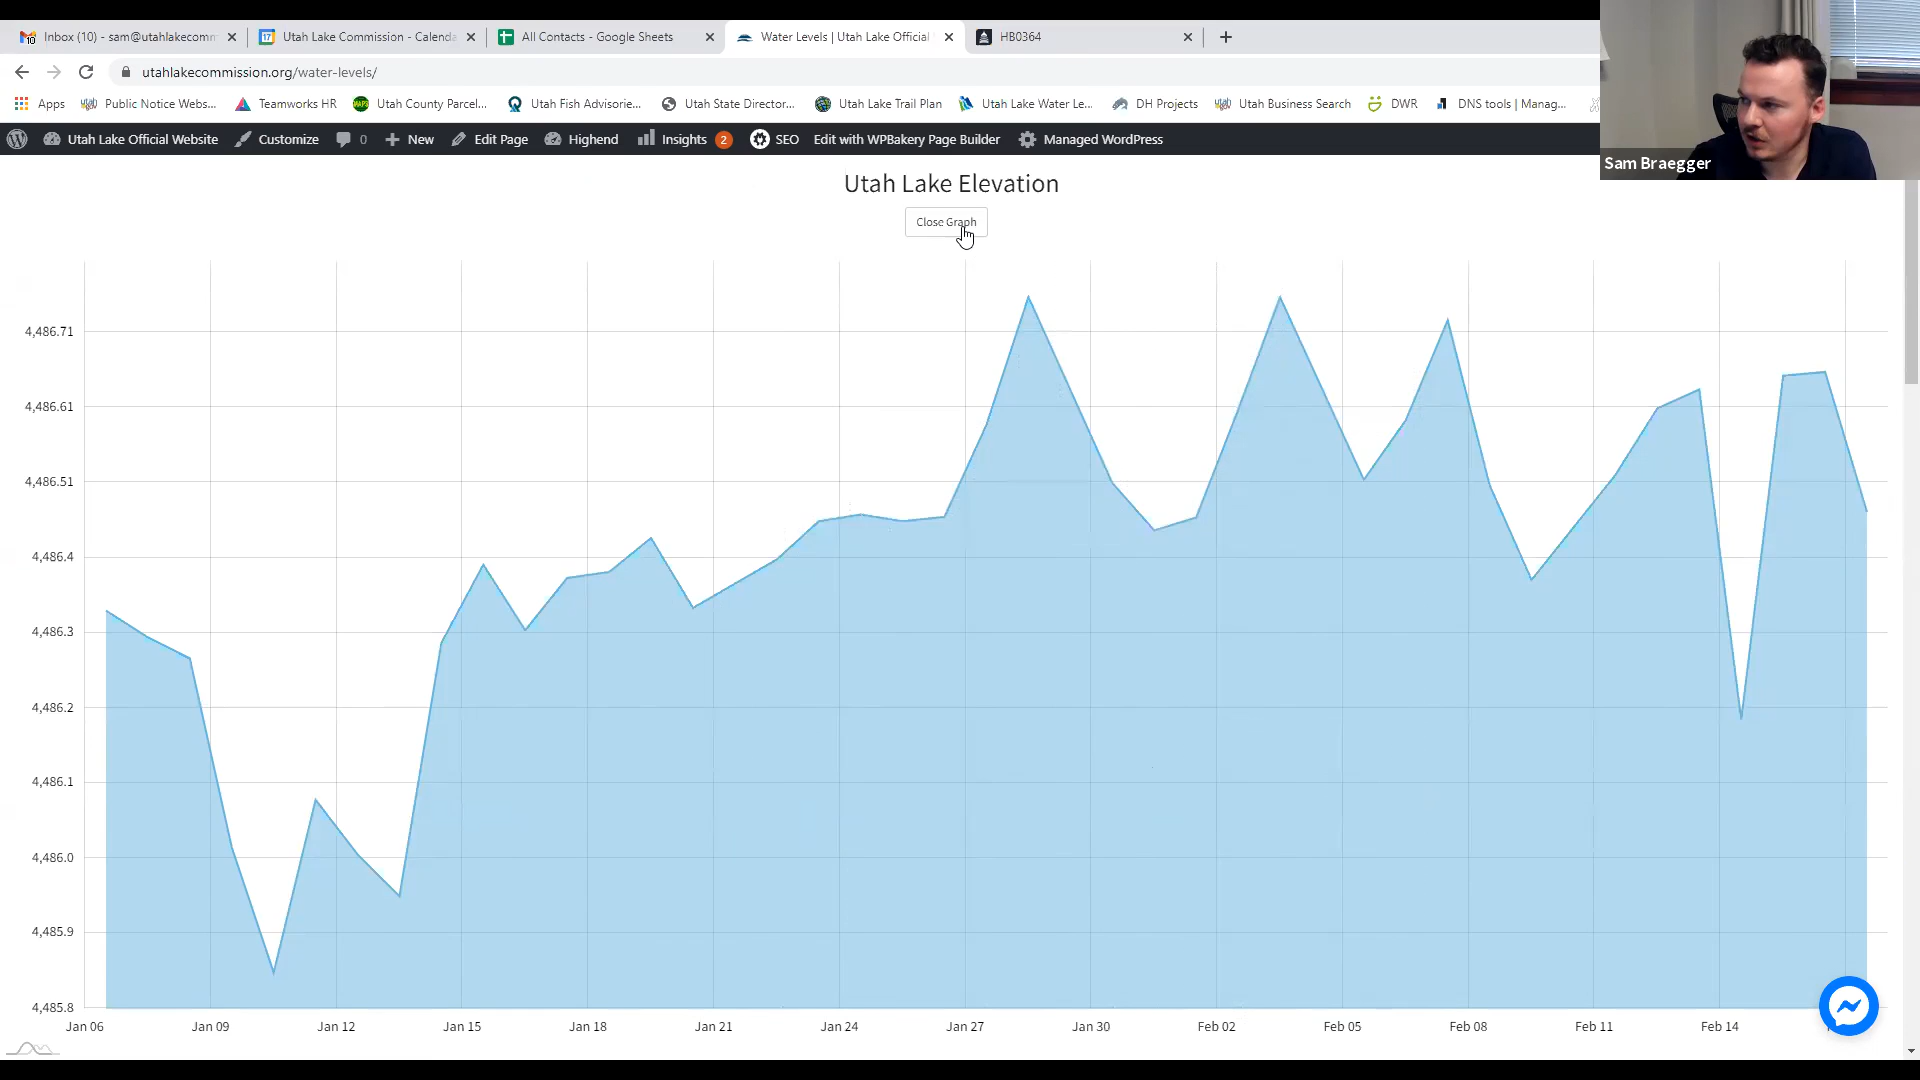 Inbox (10) - sam@utahlakecomm
Utah Lake Commission - Calenda
All Contacts - Google Sheets
Water Levels | Utah Lake Official
HB0364
utahlakecommission.org/water-levels/
Apps
Public Notice Webs...
Teamworks HR
Utah County Parcel...
Utah Fish Advisorie...
Utah State Director...
Utah Lake Trail Plan
Utah Lake Water Le...
DH Projects
Utah Business Search
DWR
DNS tools | Manag...
Utah Lake Official Website
Customize
0
New
Edit Page
Highend
Insights 2
SEO
Edit with WPBakery Page Builder
Managed WordPress
Sam Braegger
Utah Lake Elevation
Close Graph
4,486.71
4,486.61
4,486.51
4,486.4
4,486.3
4,486.2
4,486.1
4,486.0
4,485.9
4,485.8
Jan 06 Jan 09 Jan 12 Jan 15 Jan 18 Jan 21 Jan 24 Jan 27 Jan 30 Feb 02 Feb 05 Feb 08 Feb 11 Feb 14